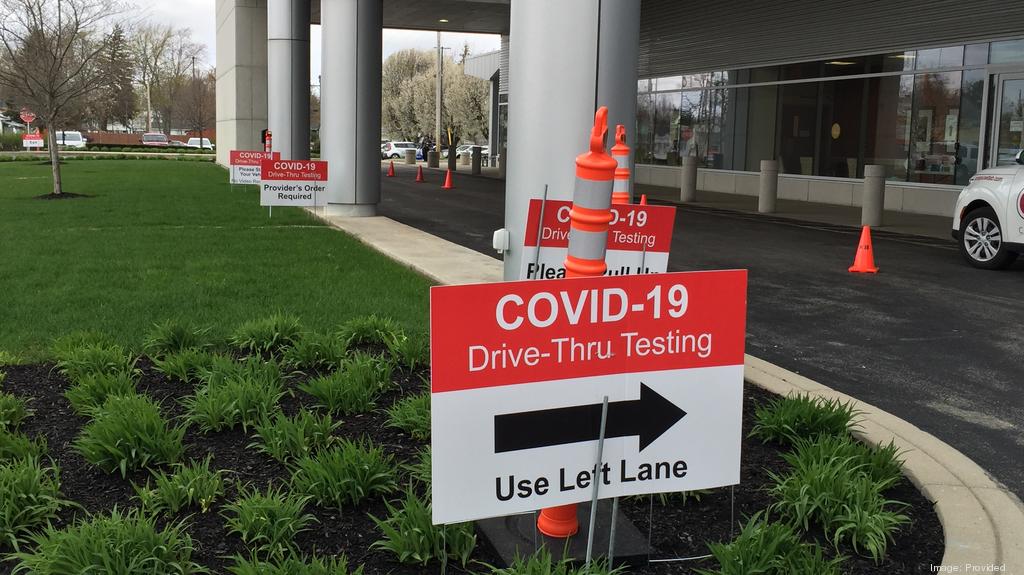 COVID-19
Drive-Thru Testing
Use Left Lane
COVID-19
Drive-Thru Testing
Provider's Order
Required
COVID-19
Drive-Thru
Please
COVID-19
Testing
Image: Provided